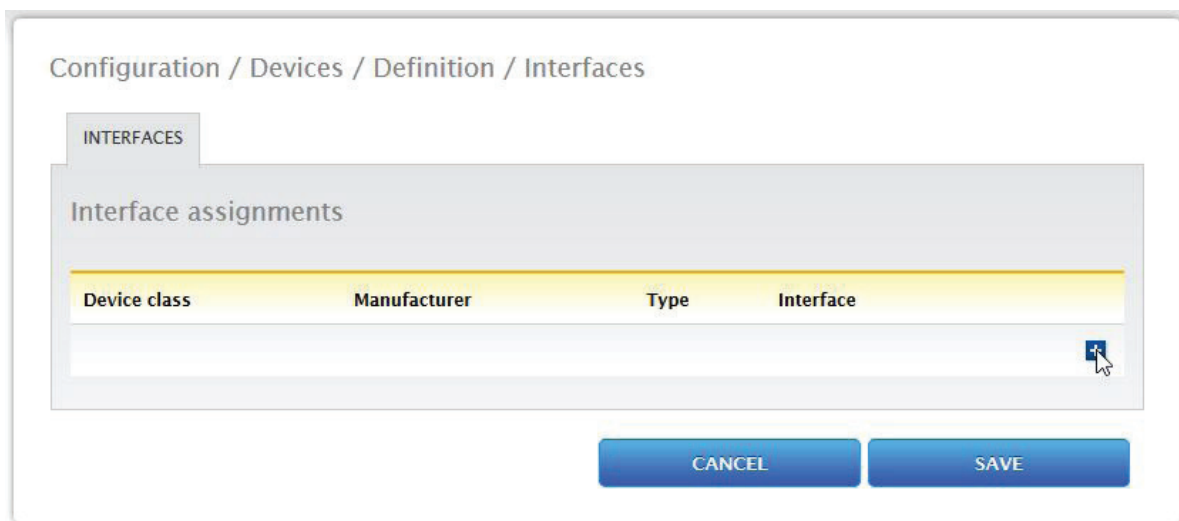 Configuration / Devices / Definition / Interfaces
INTERFACES
Interface assignments
Device class Manufacturer Type Interface
CANCEL SAVE